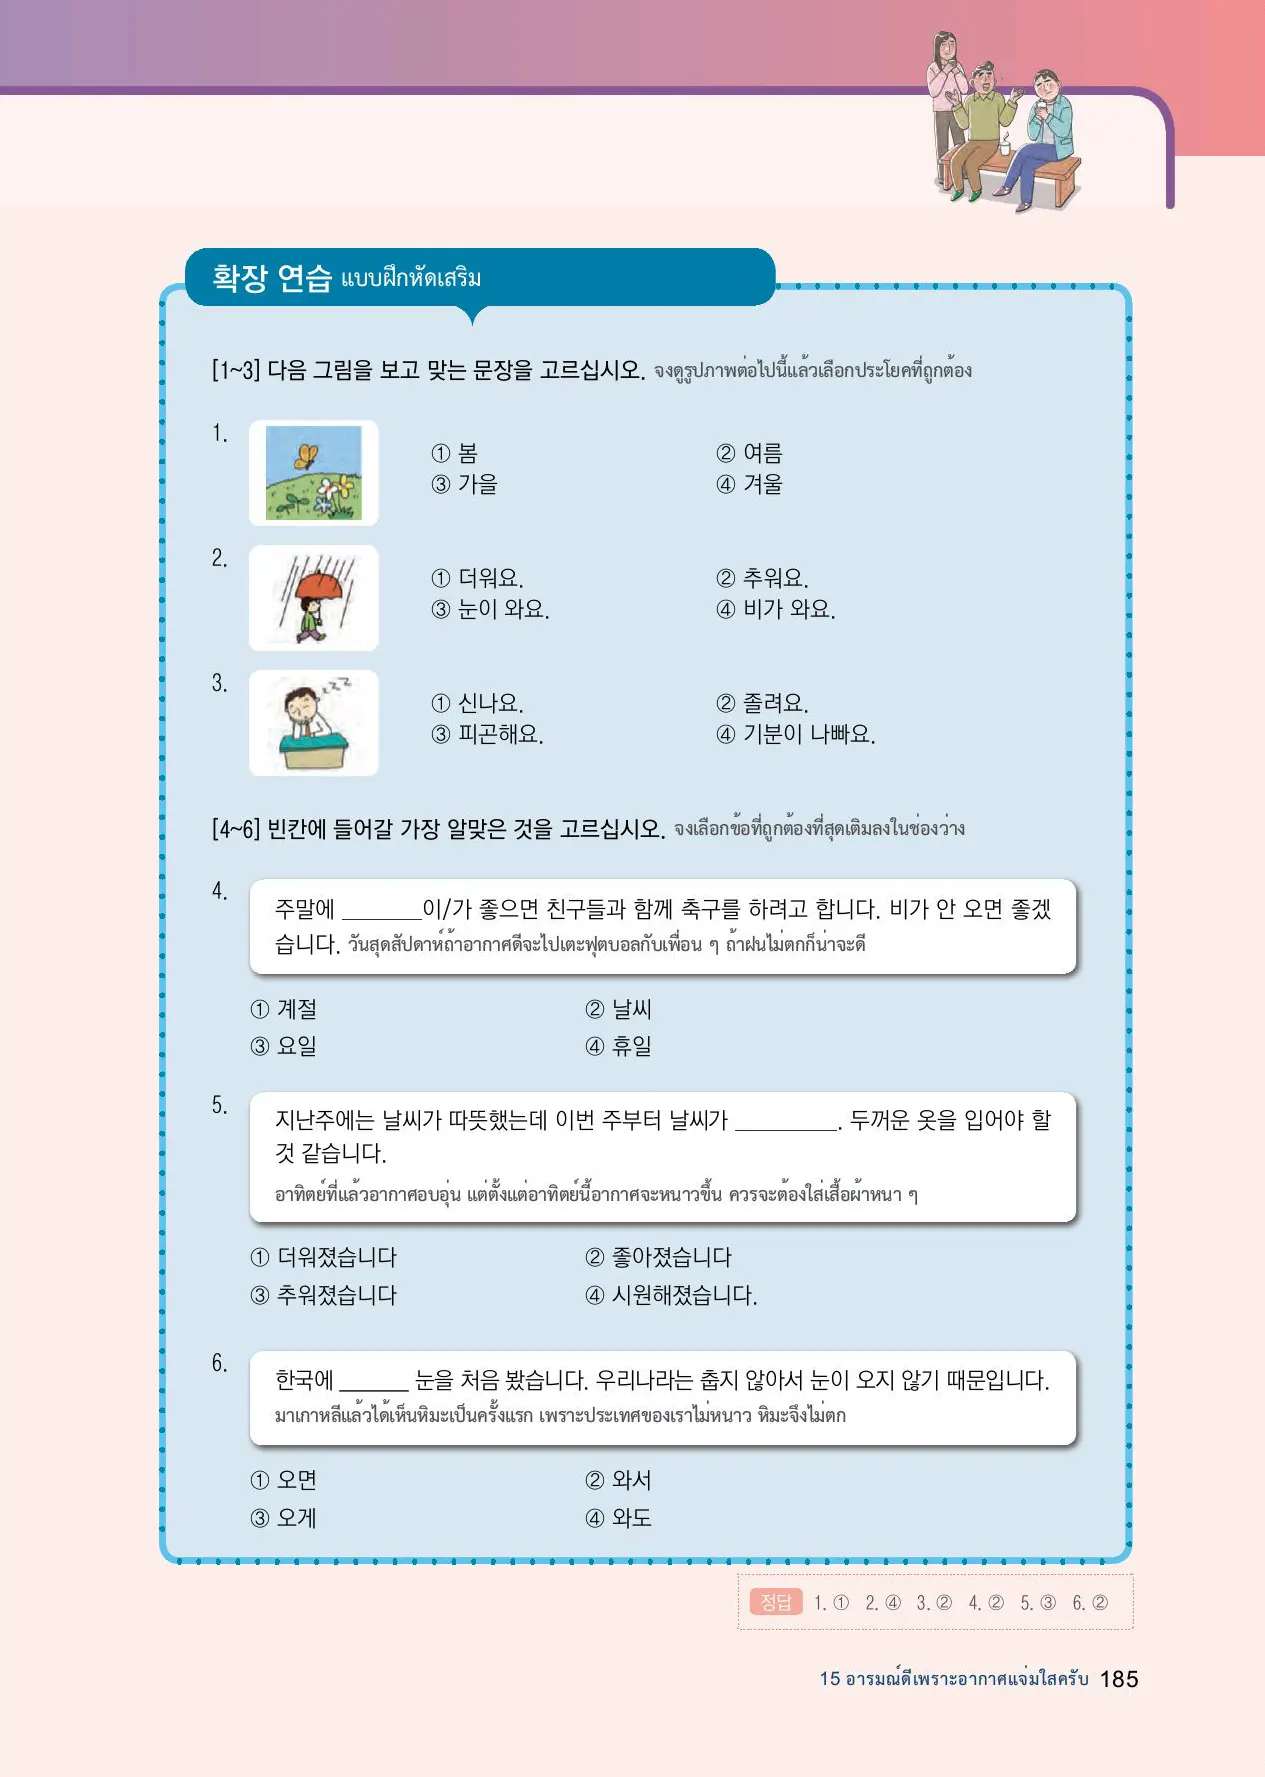 확장 연습 แบบฝึกหัดเสริม
[1~3] 다음 그림을 보고 맞는 문장을 고르십시오. จงดูรูปภาพต่อไปนี้แล้วเลือกประโยคที่ถูกต้อง
1.
① 봄 ② 여름
③ 가을 ④ 겨울
2.
① 더워요. ② 추워요.
③ 눈이 와요. ④ 비가 와요.
3.
① 신나요. ② 졸려요.
③ 피곤해요. ④ 기분이 나빠요.
[4~6] 빈칸에 들어갈 가장 알맞은 것을 고르십시오. จงเลือกข้อที่ถูกต้องที่สุดเติมลงในช่องว่าง
4.
주말에 _______이/가 좋으면 친구들과 함께 축구를 하려고 합니다. 비가 안 오면 좋겠
습니다. วันสุดสัปดาห์ถ้าอากาศดีจะไปเตะฟุตบอลกับเพื่อน ๆ ถ้าฝนไม่ตกก็น่าจะดี
① 계절 ② 날씨
③ 요일 ④ 휴일
5.
지난주에는 날씨가 따뜻했는데 이번 주부터 날씨가 _________. 두꺼운 옷을 입어야 할
것 같습니다.
อาทิตย์ที่แล้วอากาศอบอุ่น แต่ตั้งแต่อาทิตย์นี้อากาศจะหนาวขึ้น ควรจะต้องใส่เสื้อผ้าหนา ๆ
① 더워졌습니다 ② 좋아졌습니다
③ 추워졌습니다 ④ 시원해졌습니다.
6.
한국에 ______ 눈을 처음 봤습니다. 우리나라는 춥지 않아서 눈이 오지 않기 때문입니다.
มาเกาหลีแล้วได้เห็นหิมะเป็นครั้งแรก เพราะประเทศของเราไม่หนาว หิมะจึงไม่ตก
① 오면 ② 와서
③ 오게 ④ 와도
정답 1. ① 2. ④ 3. ② 4. ② 5. ③ 6. ②
15 อารมณ์ดีเพราะอากาศแจ่มใสครับ 185